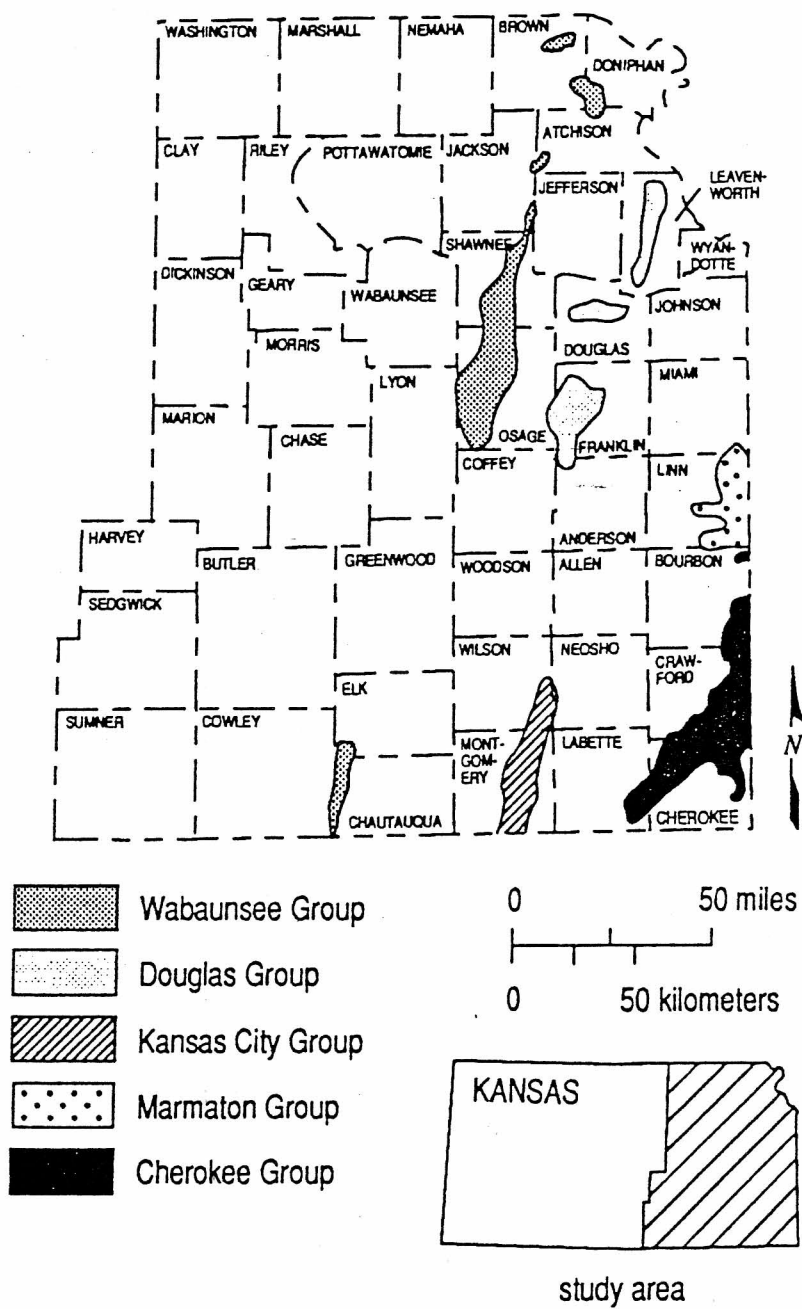 WASHINGTON
MARSHALL
NEMAHA
BROWN
DONIPHAN
ATCHISON
CLAY
RILEY
POTTAWATOMIE
JACKSON
JEFFERSON
LEAVEN-
WORTH
SHAWNEE
WYAN-
DOTTE
DICKINSON
GEARY
WABAUNSEE
JOHNSON
MORRIS
DOUGLAS
LYON
MIAMI
MARION
CHASE
OSAGE
FRANKLIN
COFFEY
LINN
HARVEY
BUTLER
GREENWOOD
WOODSON
ANDERSON
ALLEN
BOURBON
SEDGWICK
WILSON
NEOSHO
CRAW-
FORD
ELK
SUMNER
COWLEY
MONT-
GOM-
ERY
LABETTE
N
CHAUTAUQUA
CHEROKEE
Wabaunsee Group
Douglas Group
Kansas City Group
Marmaton Group
Cherokee Group
0 50 miles
0 50 kilometers
KANSAS
study area